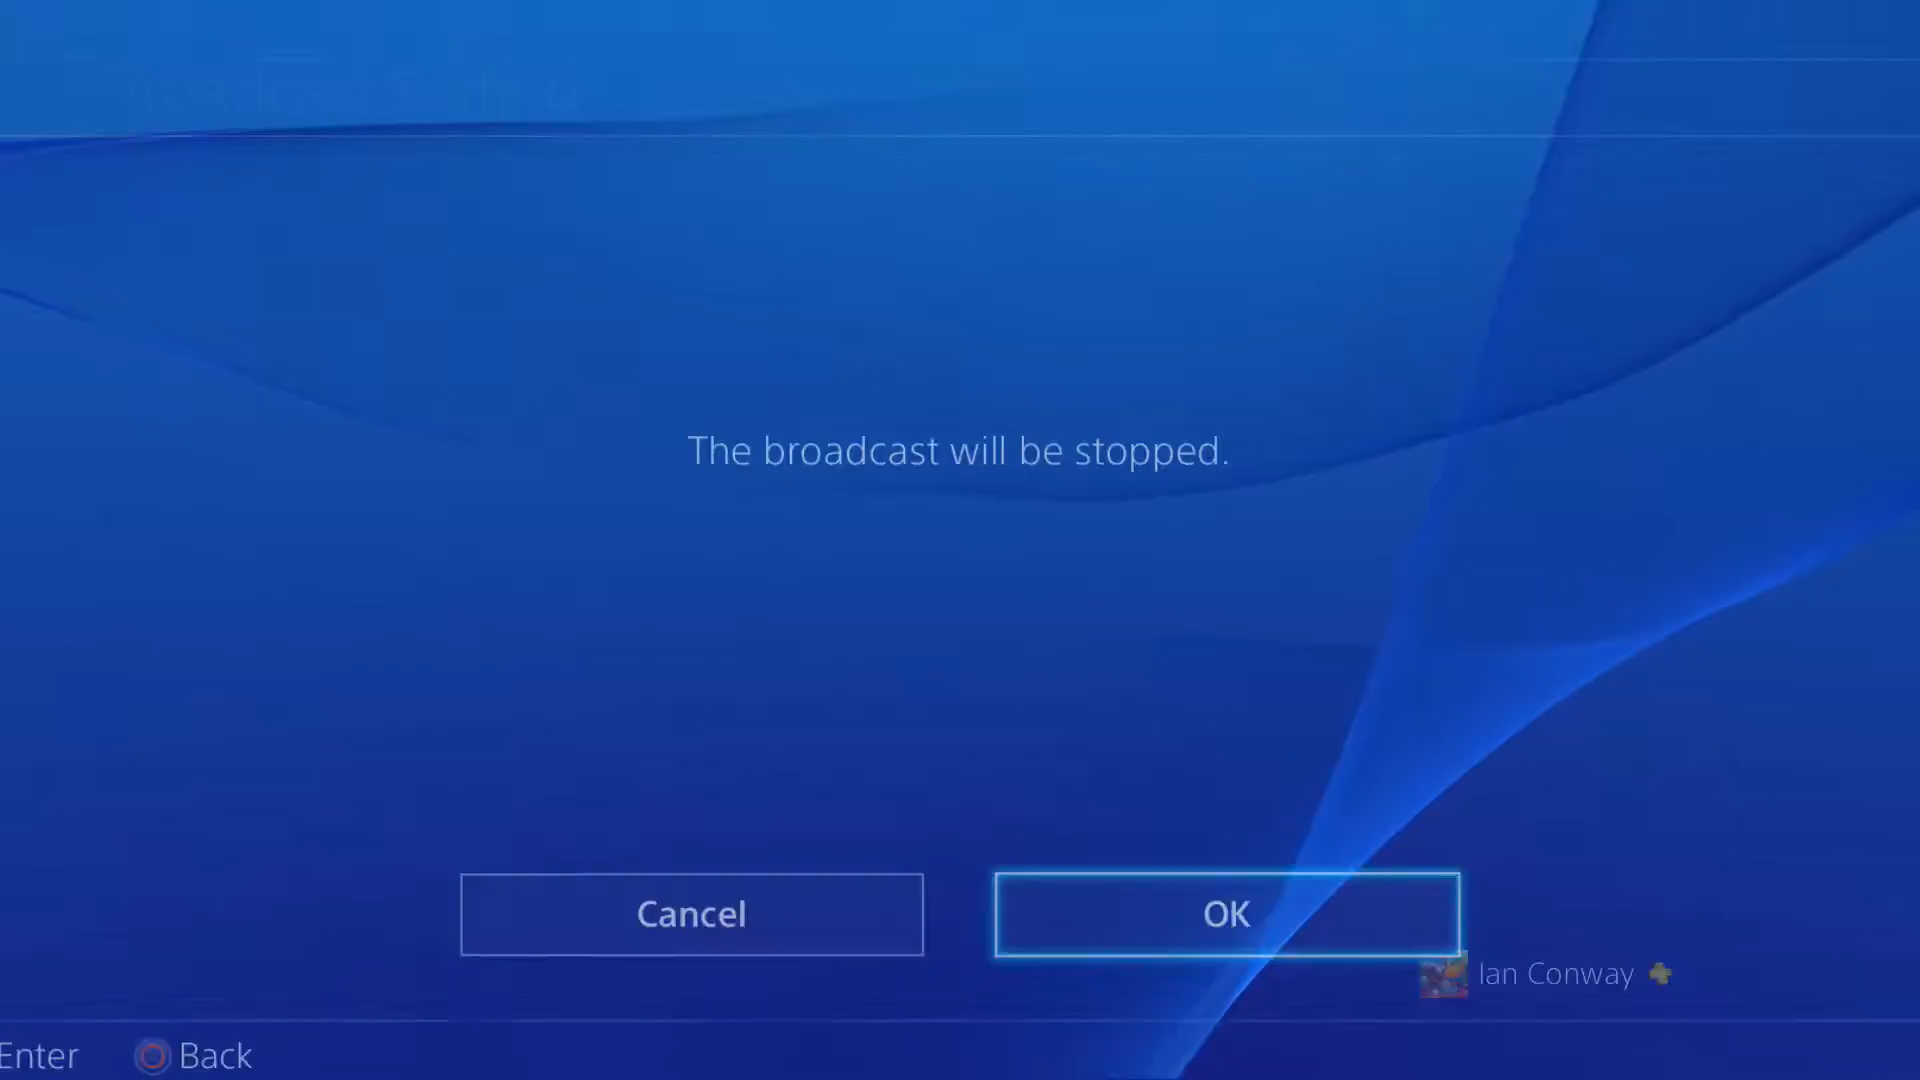 The broadcast will be stopped.
Cancel
OK
Ian Conway
Enter
Back